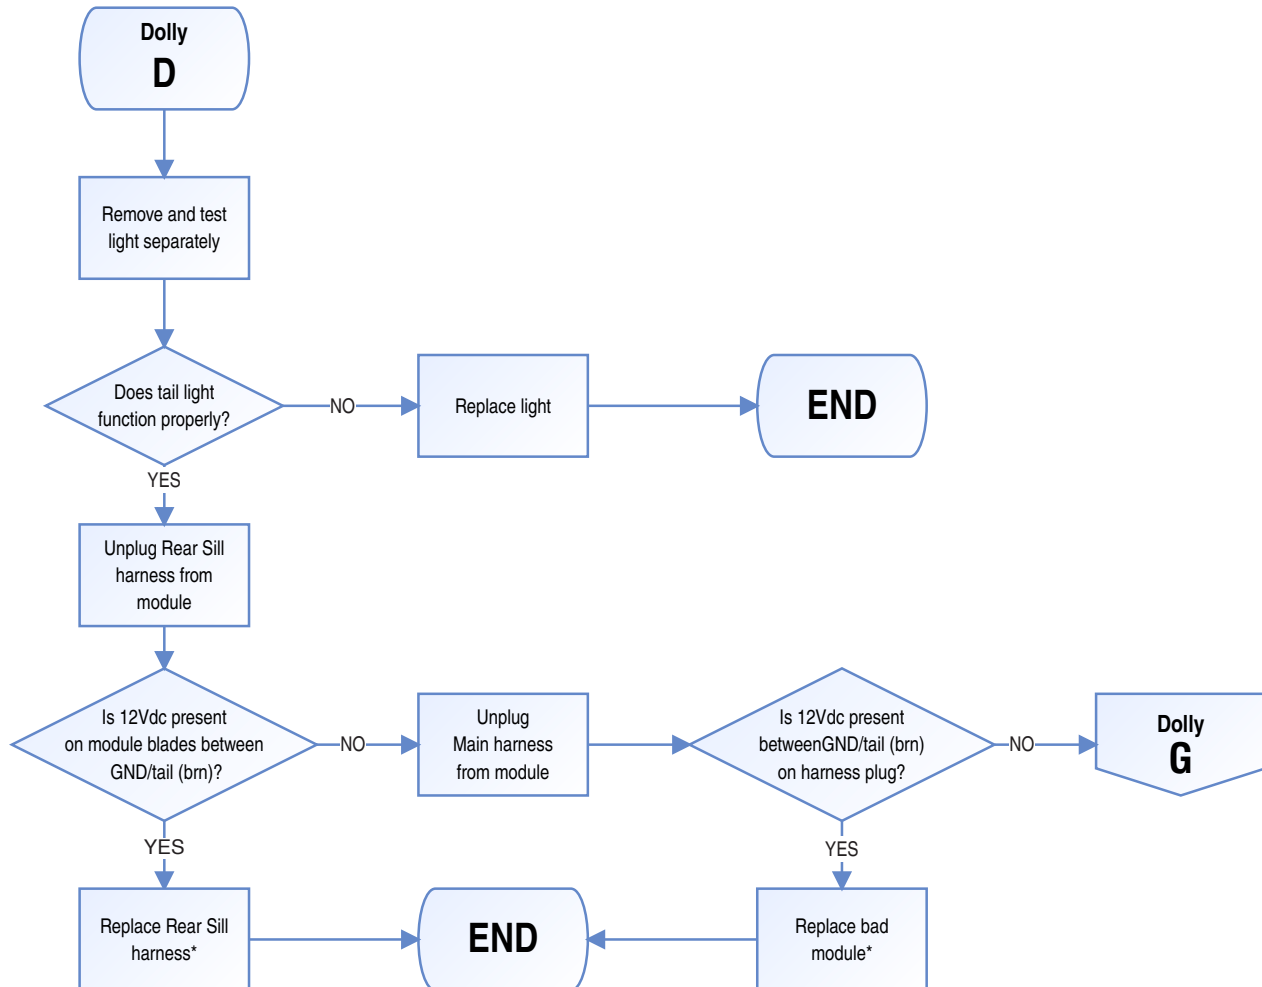 Dolly
D
Remove and test
light separately
Does tail light
function properly?
NO
Replace light
END
YES
Unplug Rear Sill
harness from
module
Is 12Vdc present
on module blades between
GND/tail (brn)?
NO
Unplug
Main harness
from module
Is 12Vdc present
betweenGND/tail (brn)
on harness plug?
NO
Dolly
G
YES
YES
Replace Rear Sill
harness*
END
Replace bad
module*